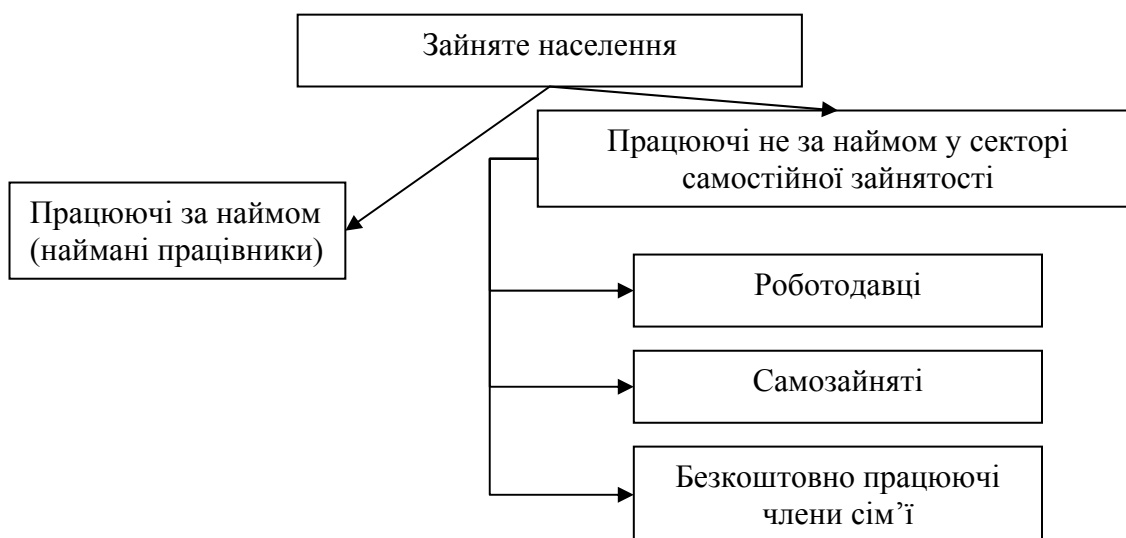 Зайняте населення
Працюючі не за наймом у секторі
самостійної зайнятості
Працюючі за наймом
(наймані працівники)
Роботодавці
Самозайняті
Безкоштовно працюючі
члени сім’ї